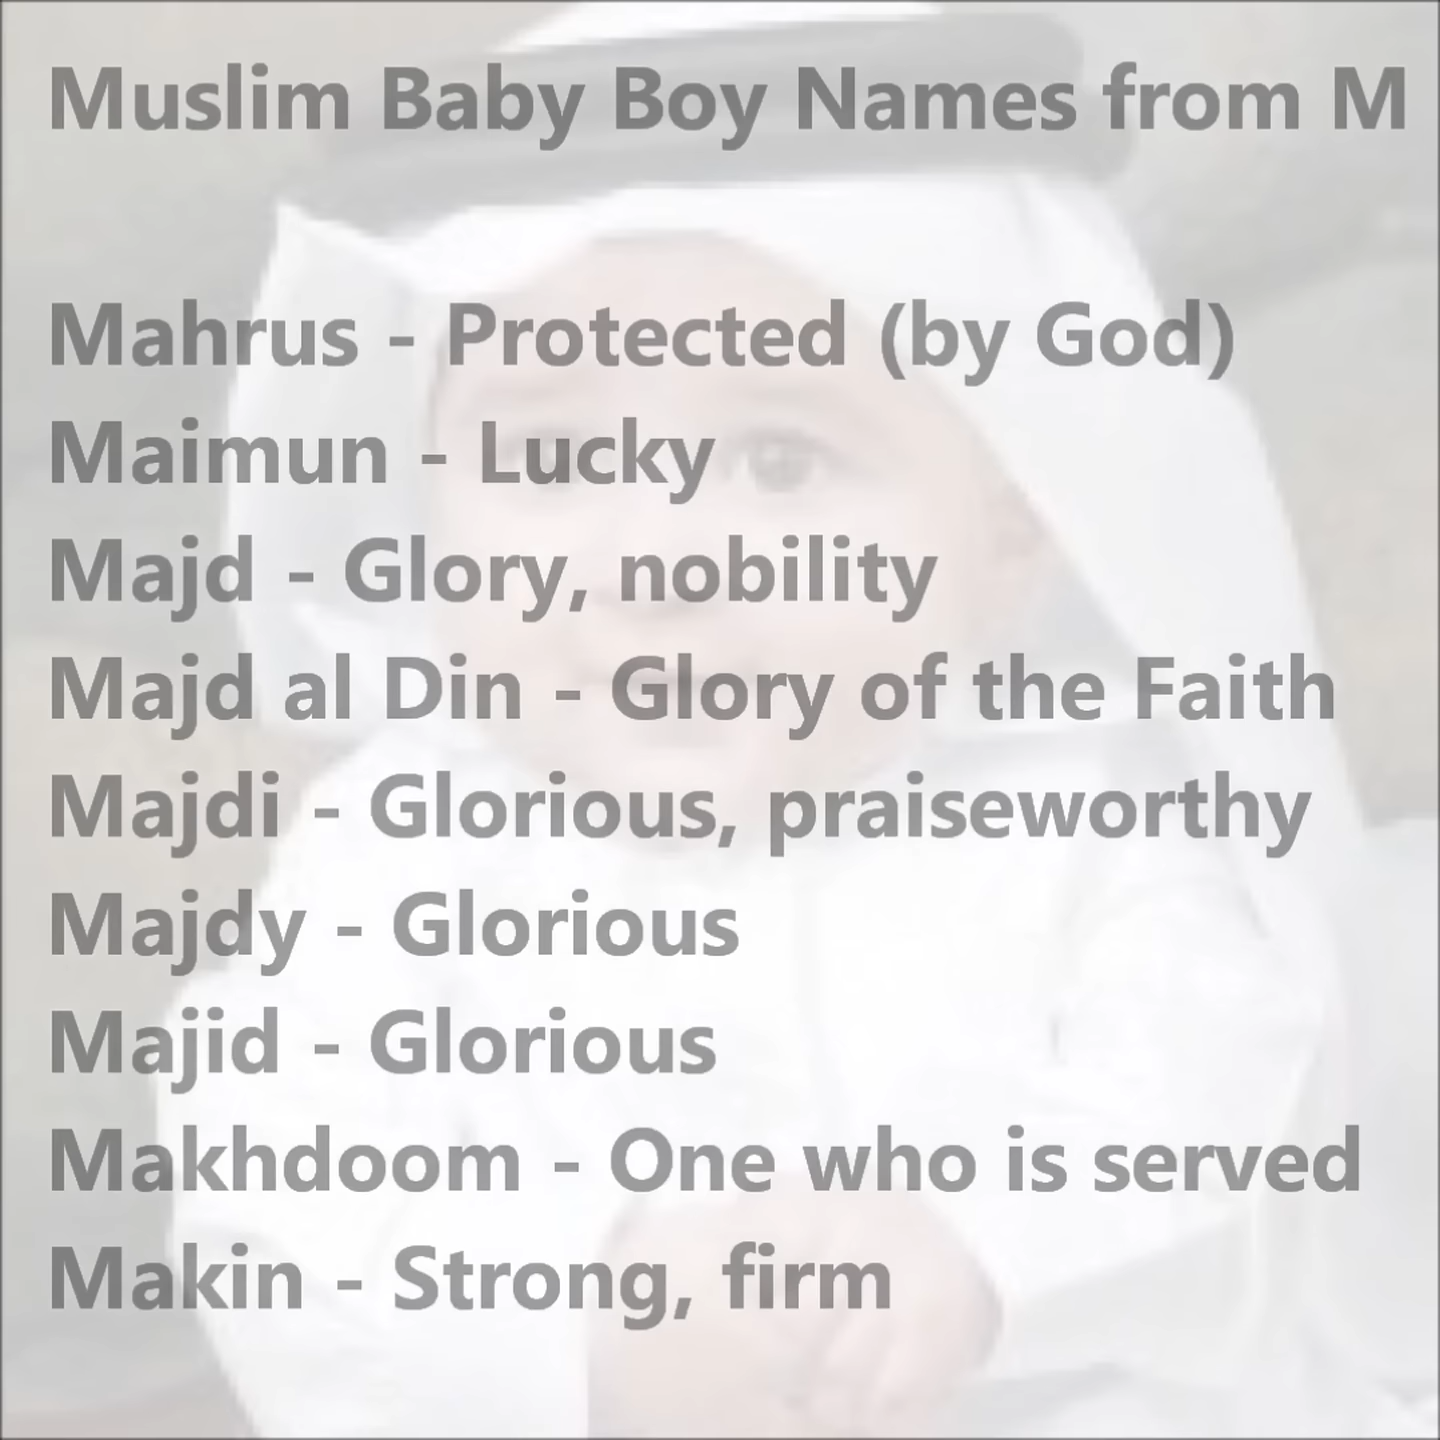 Muslim Baby Boy Names from M
Mahrus - Protected (by God)
Maimun - Lucky
Majd - Glory, nobility
Majd al Din - Glory of the Faith
Majdi - Glorious, praiseworthy
Majdy - Glorious
Majid - Glorious
Makhdoom - One who is served
Makin - Strong, firm